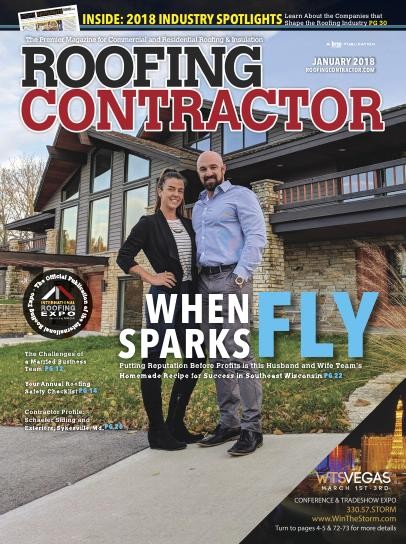 INSIDE: 2018 INDUSTRY SPOTLIGHTS Learn About the Companies that
Shape the Roofing Industry PG 30
The Premier Magazine for Commercial and Residential Roofing & Insulation
A bnp PUBLICATION
ROOFING
CONTRACTOR
JANUARY 2018
ROOFINGCONTRACTOR.COM
The Official Publication of the International Roofing Expo
INTERNATIONAL
ROOFING
EXPO
WHEN
SPARKS
FLY
Putting Reputation Before Profits is this Husband and Wife Team's
Homemade Recipe for Success in Southeast Wisconsin PG 22
The Challenges of
a Married Business
Team PG 12
Your Annual Roofing
Safety Checklist PG 14
Contractor Profile:
Schaefer Siding and
Exteriors, Sykesville, Md. PG 26
WTSVEGAS
MARCH 1ST-3RD
CONFERENCE & TRADESHOW EXPO
330.57.STORM
www.WinTheStorm.com
Turn to pages 4-5 & 72-73 for more details